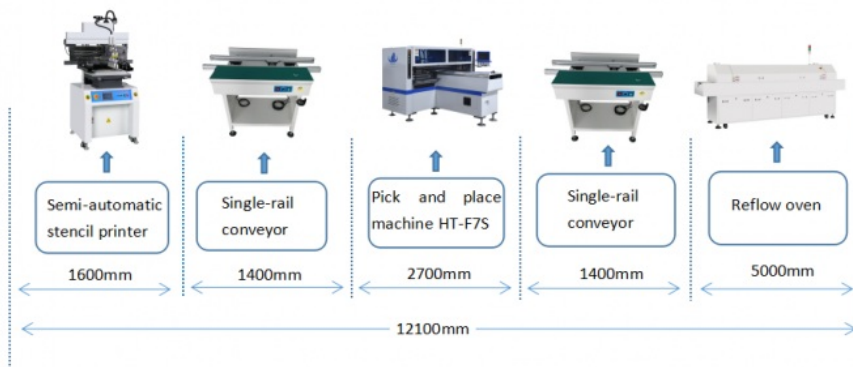 Semi-automatic
stencil printer
Single-rail
conveyor
Pick and place
machine HT-F7S
Single-rail
conveyor
Reflow oven
1600mm
1400mm
2700mm
1400mm
5000mm
12100mm